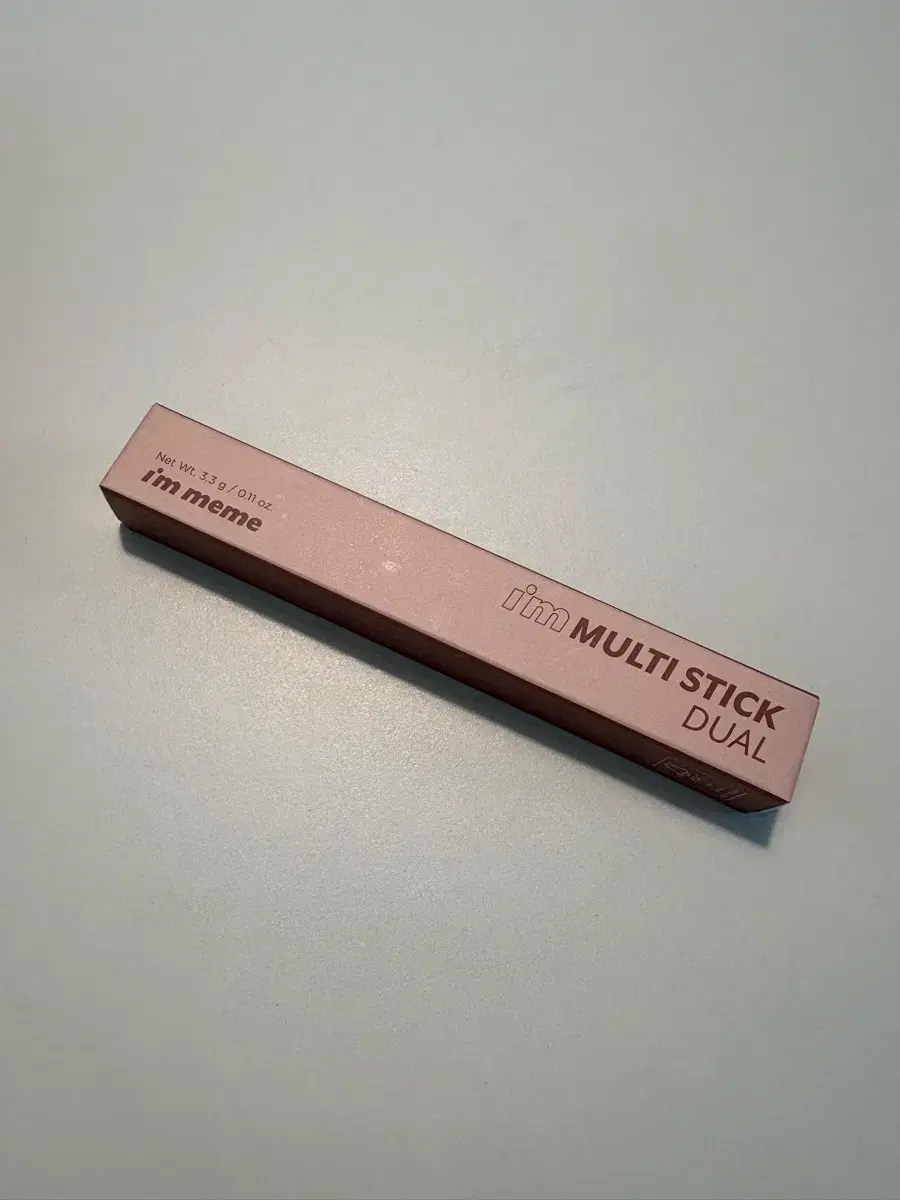 Net Wt. 3.3 g / 0.11 oz.
i'm meme
i'm MULTI STICK
DUAL